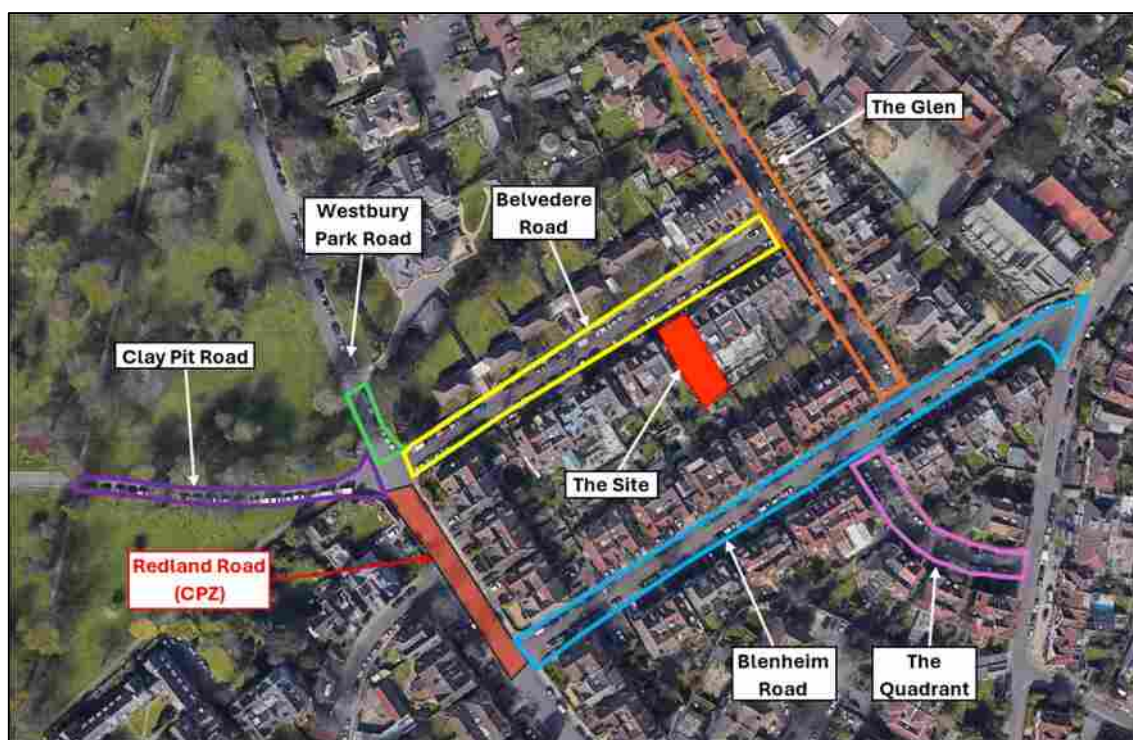 The Glen
Belvedere
Road
Westbury
Park Road
Clay Pit Road
The Site
Redland Road
(CPZ)
Blenheim
Road
The
Quadrant